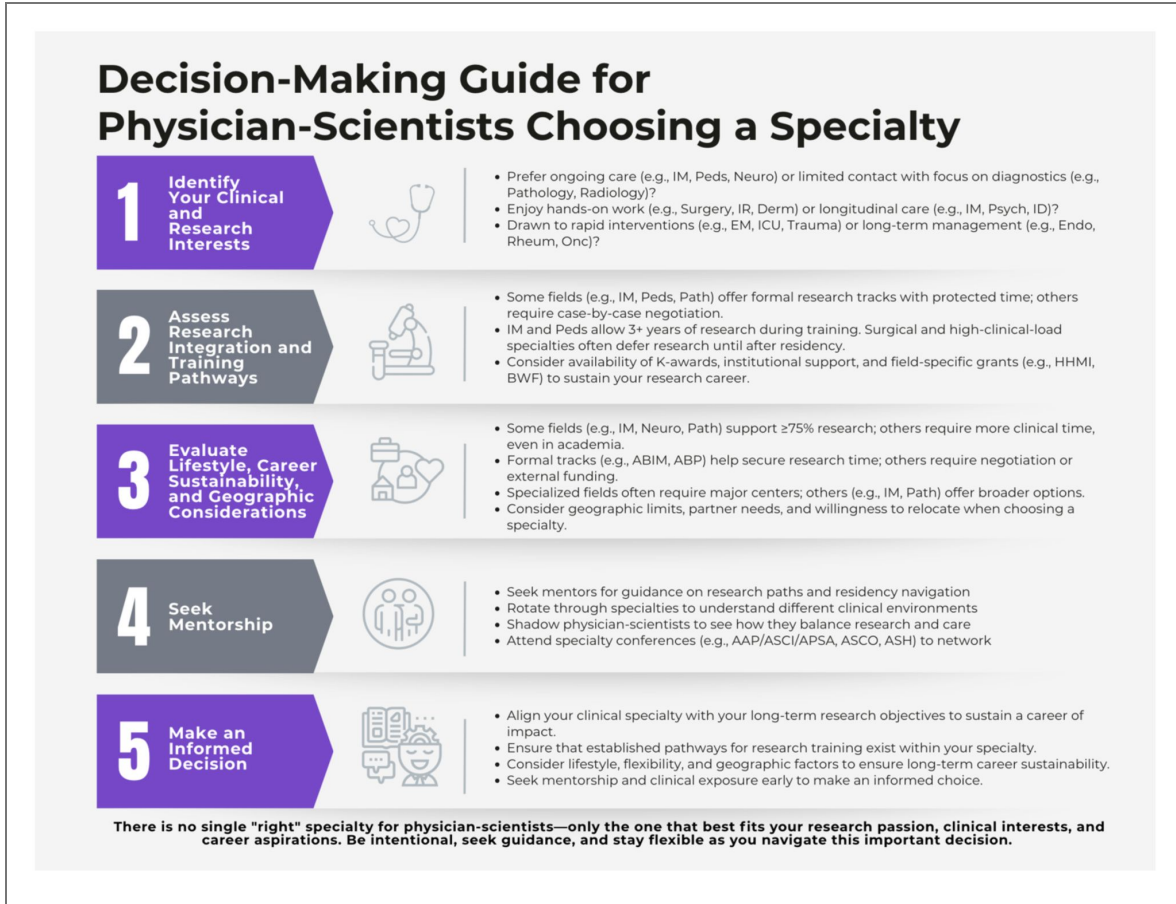 Decision-Making Guide for
Physician-Scientists Choosing a Specialty
1
Identify
Your Clinical
and
Research
Interests
• Prefer ongoing care (e.g., IM, Peds, Neuro) or limited contact with focus on diagnostics (e.g.,
Pathology, Radiology)?
• Enjoy hands-on work (e.g., Surgery, IR, Derm) or longitudinal care (e.g., IM, Psych, ID)?
• Drawn to rapid interventions (e.g., EM, ICU, Trauma) or long-term management (e.g., Endo,
Rheum, Onc)?
2
Assess
Research
Integration and
Training
Pathways
• Some fields (e.g., IM, Peds, Path) offer formal research tracks with protected time; others
require case-by-case negotiation.
• IM and Peds allow 3+ years of research during training. Surgical and high-clinical-load
specialties often defer research until after residency.
• Consider availability of K-awards, institutional support, and field-specific grants (e.g., HHMI,
BWF) to sustain your research career.
3
Evaluate
Lifestyle, Career
Sustainability,
and Geographic
Considerations
• Some fields (e.g., IM, Neuro, Path) support ≥75% research; others require more clinical time,
even in academia.
• Formal tracks (e.g., ABIM, ABP) help secure research time; others require negotiation or
external funding.
• Specialized fields often require major centers; others (e.g., IM, Path) offer broader options.
• Consider geographic limits, partner needs, and willingness to relocate when choosing a
specialty.
4
Seek
Mentorship
• Seek mentors for guidance on research paths and residency navigation
• Rotate through specialties to understand different clinical environments
• Shadow physician-scientists to see how they balance research and care
• Attend specialty conferences (e.g., AAP/ASCI/APSA, ASCO, ASH) to network
5
Make an
Informed
Decision
• Align your clinical specialty with your long-term research objectives to sustain a career of
impact.
• Ensure that established pathways for research training exist within your specialty.
• Consider lifestyle, flexibility, and geographic factors to ensure long-term career sustainability.
• Seek mentorship and clinical exposure early to make an informed choice.
There is no single "right" specialty for physician-scientists—only the one that best fits your research passion, clinical interests, and
career aspirations. Be intentional, seek guidance, and stay flexible as you navigate this important decision.